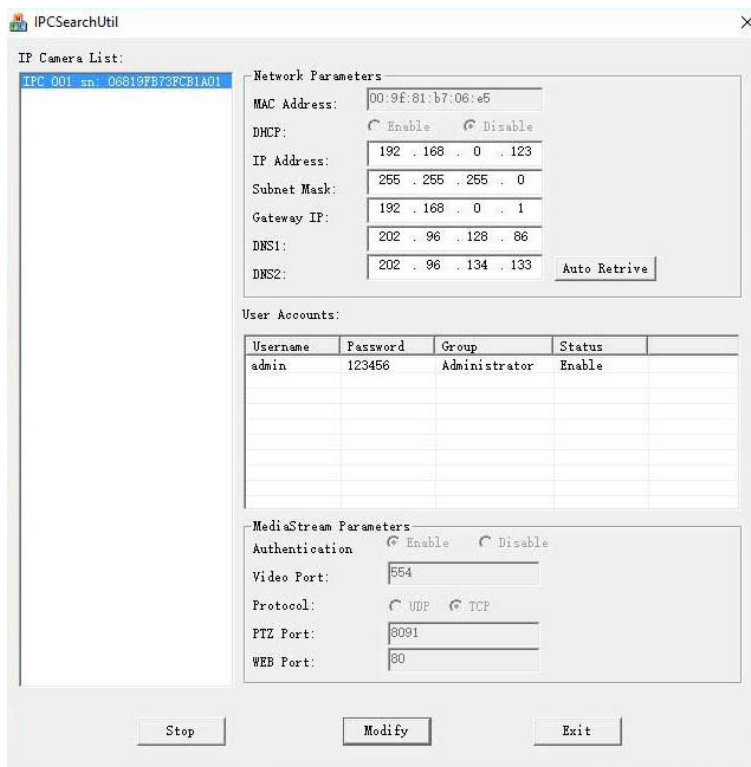 IPCSearchUtil
IP Camera List:
IPC_001 sn: 06819FB73FCB1A01
Network Parameters
MAC Address: 00:9f:81:b7:06:e5
DHCP: Enable Disable
IP Address: 192 . 168 . 0 . 123
Subnet Mask: 255 . 255 . 255 . 0
Gateway IP: 192 . 168 . 0 . 1
DNS1: 202 . 96 . 128 . 86
DNS2: 202 . 96 . 134 . 133 Auto Retrive
User Accounts:
Username Password Group Status
admin 123456 Administrator Enable
MediaStream Parameters
Authentication Enable Disable
Video Port: 554
Protocol: UDP TCP
PTZ Port: 8091
WEB Port: 80
Stop Modify Exit